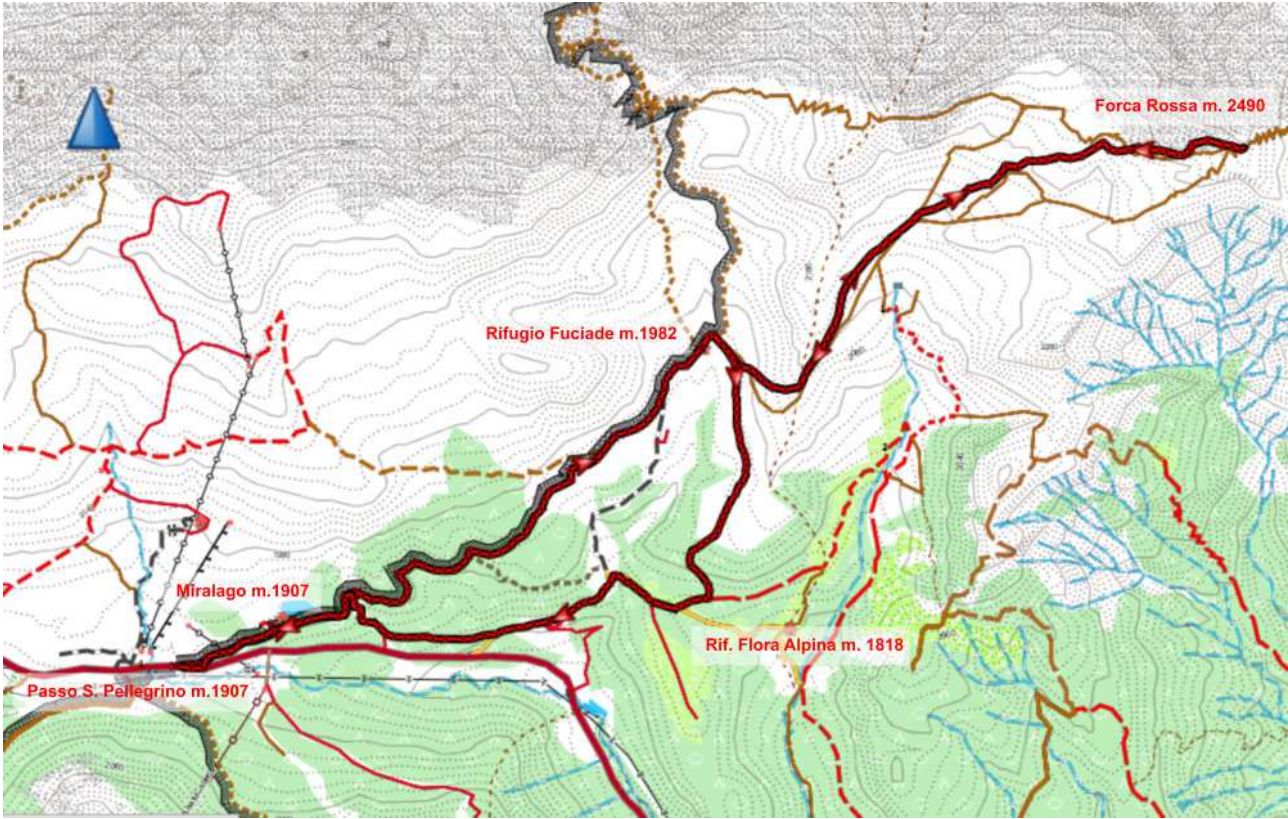 Forca Rossa m. 2490
Rifugio Fuciade m.1982
Miralago m.1907
Rif. Flora Alpina m. 1818
Passo S. Pellegrino m.1907